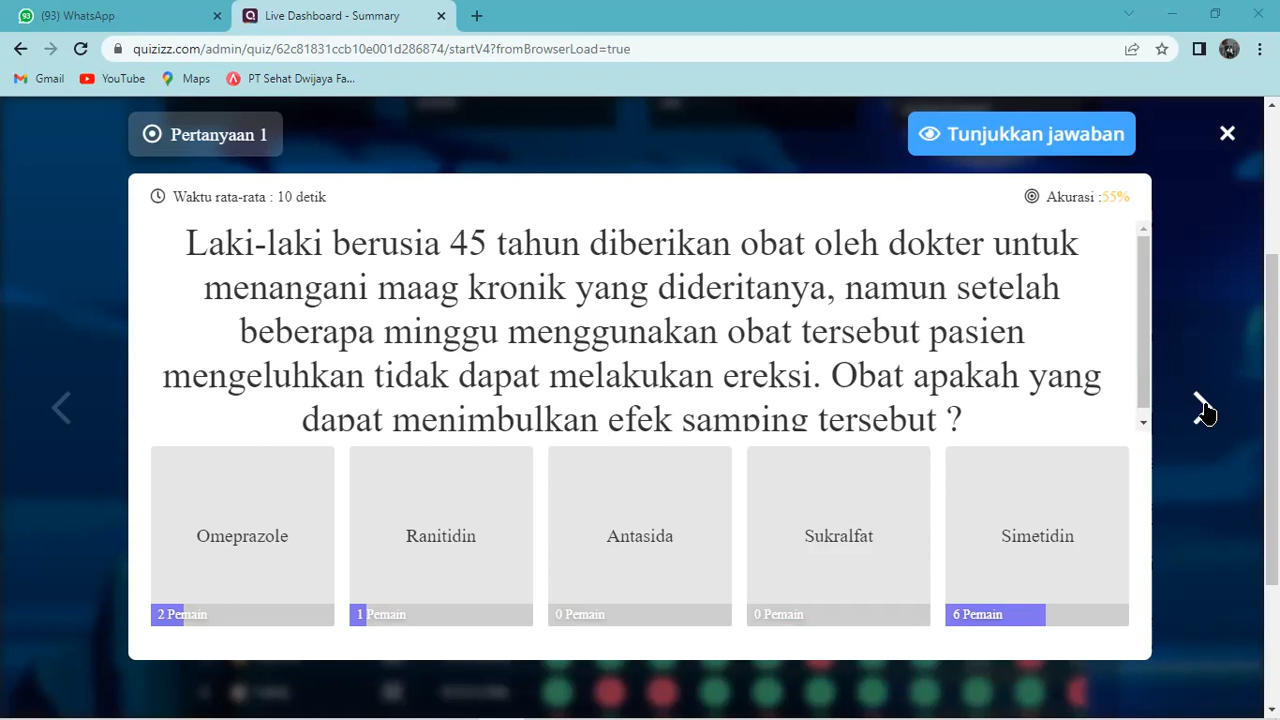 (93) WhatsApp
Live Dashboard - Summary
quizizz.com/admin/quiz/62c81831ccb10e001d286874/startV4?fromBrowserLoad=true
Gmail
YouTube
Maps
PT Sehat Dwijaya Fa...
Pertanyaan 1
Tunjukkan jawaban
Waktu rata-rata : 10 detik
Akurasi :55%
Laki-laki berusia 45 tahun diberikan obat oleh dokter untuk
menangani maag kronik yang dideritanya, namun setelah
beberapa minggu menggunakan obat tersebut pasien
mengeluhkan tidak dapat melakukan ereksi. Obat apakah yang
dapat menimbulkan efek samping tersebut ?
Omeprazole
Ranitidin
Antasida
Sukralfat
Simetidin
2 Pemain
1 Pemain
0 Pemain
0 Pemain
6 Pemain